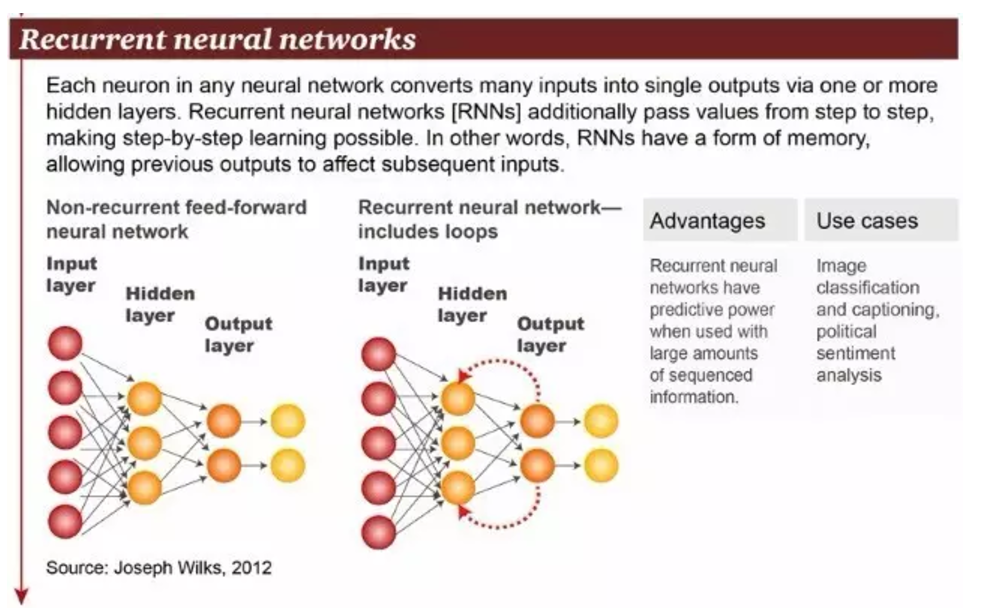 Recurrent neural networks
Each neuron in any neural network converts many inputs into single outputs via one or more
hidden layers. Recurrent neural networks [RNNs] additionally pass values from step to step,
making step-by-step learning possible. In other words, RNNs have a form of memory,
allowing previous outputs to affect subsequent inputs.
Non-recurrent feed-forward
neural network
Input
layer
Hidden
layer
Output
layer
Recurrent neural network—
includes loops
Input
layer
Hidden
layer
Output
layer
Advantages
Recurrent neural
networks have
predictive power
when used with
large amounts
of sequenced
information.
Use cases
Image
classification
and captioning,
political
sentiment
analysis
Source: Joseph Wilks, 2012